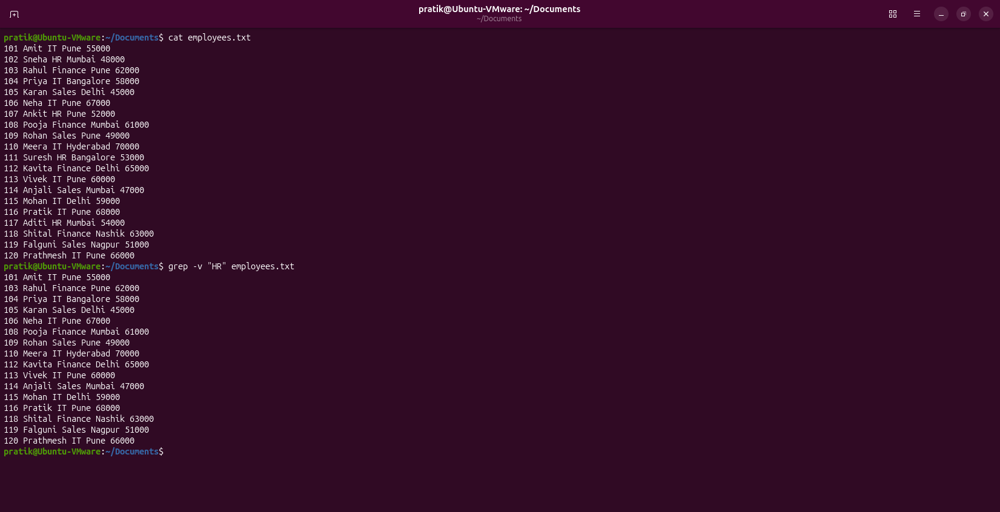 pratik@Ubuntu-VMware: ~/Documents
~/Documents
pratik@Ubuntu-VMware:~/Documents$ cat employees.txt
101 Amit IT Pune 55000
102 Sneha HR Mumbai 48000
103 Rahul Finance Pune 62000
104 Priya IT Bangalore 58000
105 Karan Sales Delhi 45000
106 Neha IT Pune 67000
107 Ankit HR Pune 52000
108 Pooja Finance Mumbai 61000
109 Rohan Sales Pune 49000
110 Meera IT Hyderabad 70000
111 Suresh HR Bangalore 53000
112 Kavita Finance Delhi 65000
113 Vivek IT Pune 60000
114 Anjali Sales Mumbai 47000
115 Mohan IT Delhi 59000
116 Pratik IT Pune 68000
117 Aditi HR Mumbai 54000
118 Shital Finance Nashik 63000
119 Falguni Sales Nagpur 51000
120 Prathmesh IT Pune 66000
pratik@Ubuntu-VMware:~/Documents$ grep -v "HR" employees.txt
101 Amit IT Pune 55000
103 Rahul Finance Pune 62000
104 Priya IT Bangalore 58000
105 Karan Sales Delhi 45000
106 Neha IT Pune 67000
108 Pooja Finance Mumbai 61000
109 Rohan Sales Pune 49000
110 Meera IT Hyderabad 70000
112 Kavita Finance Delhi 65000
113 Vivek IT Pune 60000
114 Anjali Sales Mumbai 47000
115 Mohan IT Delhi 59000
116 Pratik IT Pune 68000
118 Shital Finance Nashik 63000
119 Falguni Sales Nagpur 51000
120 Prathmesh IT Pune 66000
pratik@Ubuntu-VMware:~/Documents$